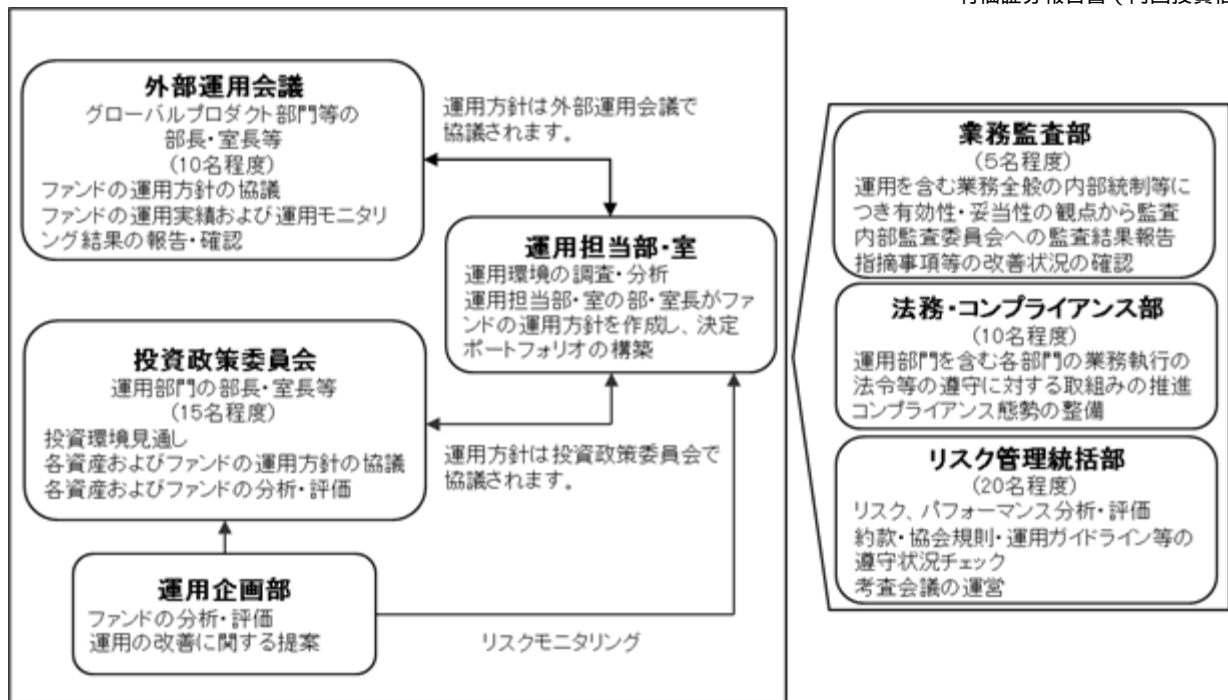 外部運用会議
グローバルプロダクト部門等の
部長・室長等
(10名程度)
ファンドの運用方針の協議
ファンドの運用実績および運用モニタリ
ング結果の報告・確認
運用方針は外部運用会議で
協議されます。
運用担当部・室
運用環境の調査・分析
運用担当部・室の部・室長がファ
ンドの運用方針を作成し、決定
ポートフォリオの構築
投資政策委員会
運用部門の部長・室長等
(15名程度)
投資環境見通し
各資産およびファンドの運用方針の協議
各資産およびファンドの分析・評価
運用方針は投資政策委員会で
協議されます。
運用企画部
ファンドの分析・評価
運用の改善に関する提案
リスクモニタリング
業務監査部
(5名程度)
運用を含む業務全般の内部統制等に
つき有効性・妥当性の観点から監査
内部監査委員会への監査結果報告
指摘事項等の改善状況の確認
法務・コンプライアンス部
(10名程度)
運用部門を含む各部門の業務執行の
法令等の遵守に対する取組みの推進
コンプライアンス態勢の整備
リスク管理統括部
(20名程度)
リスク、パフォーマンス分析・評価
約款・協会規則・運用ガイドライン等の
遵守状況チェック
考査会議の運営